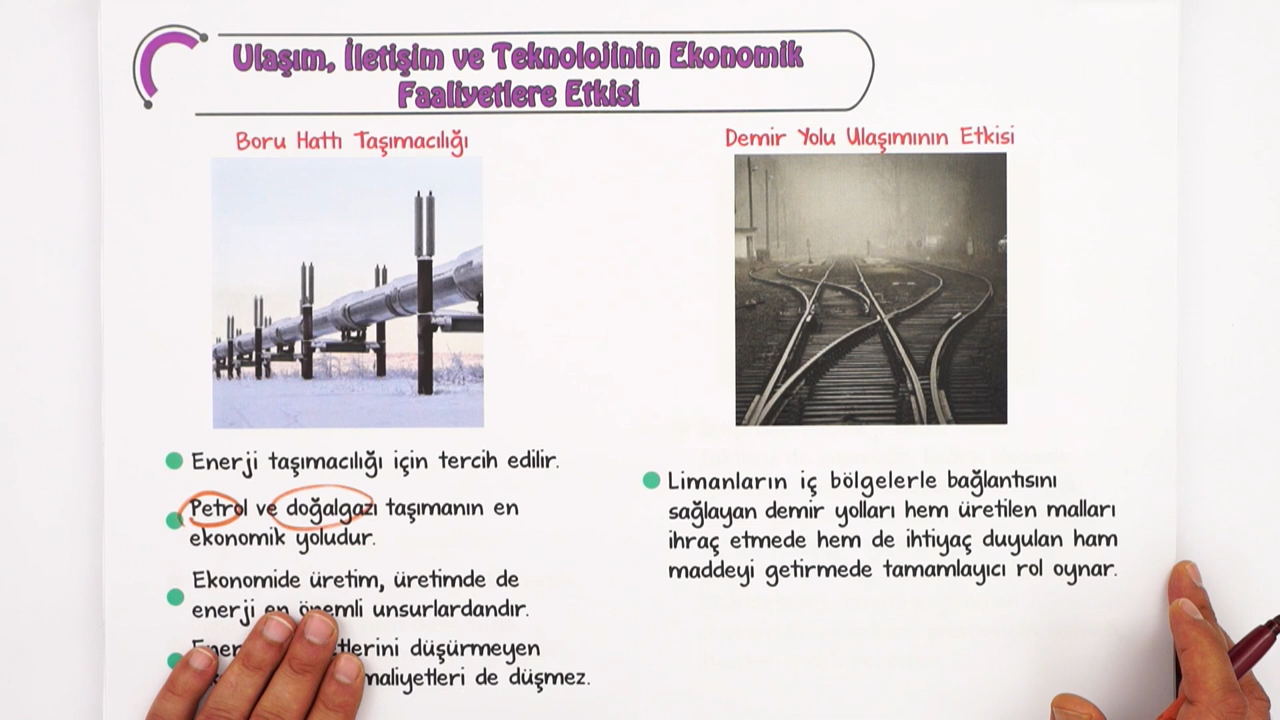 Ulaşım, İletişim ve Teknolojinin Ekonomik
Faaliyetlere Etkisi
Boru Hattı Taşımacılığı
Enerji taşımacılığı için tercih edilir.
Petrol ve doğalgazı taşımanın en
ekonomik yoludur.
Ekonomide üretim, üretimde de
enerji en önemli unsurlardandır.
düşürmeyen
de düşmez.
Demir Yolu Ulaşımının Etkisi
Limanların iç bölgelerle bağlantısını
sağlayan demir yolları hem üretilen malları
ihraç etmede hem de ihtiyaç duyulan ham
maddeyi getirmede tamamlayıcı rol oynar.